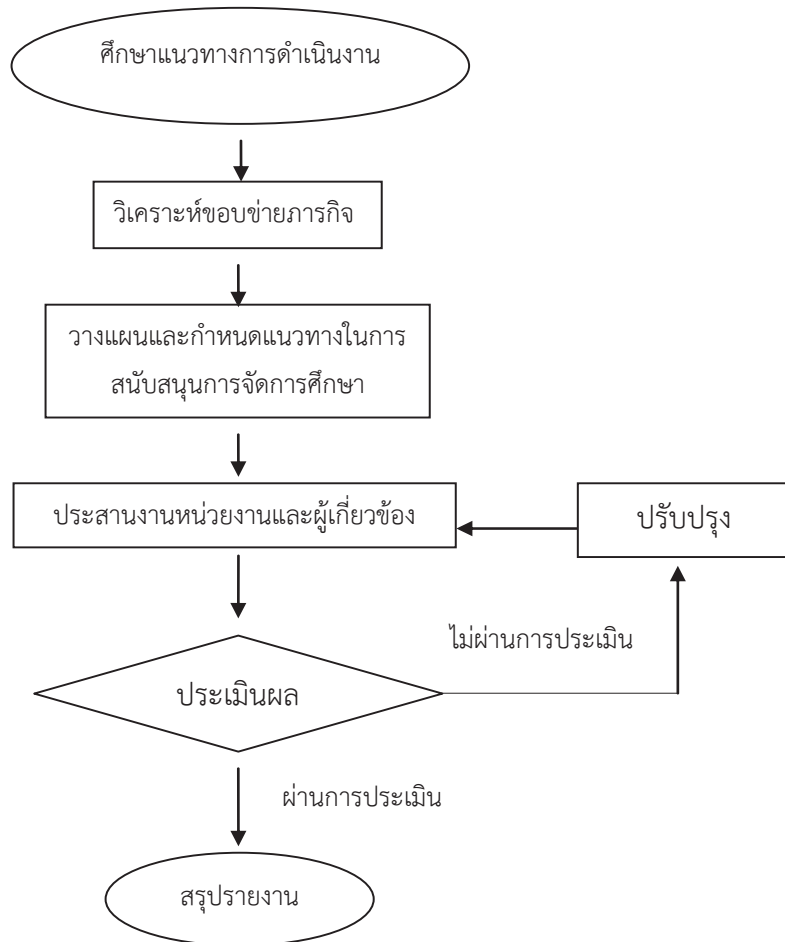 ศึกษาแนวทางการดำเนินงาน
วิเคราะห์ขอบข่ายภารกิจ
วางแผนและกำหนดแนวทางในการ
สนับสนุนการจัดการศึกษา
ประสานงานหน่วยงานและผู้เกี่ยวข้อง
ปรับปรุง
ไม่ผ่านการประเมิน
ประเมินผล
ผ่านการประเมิน
สรุปรายงาน